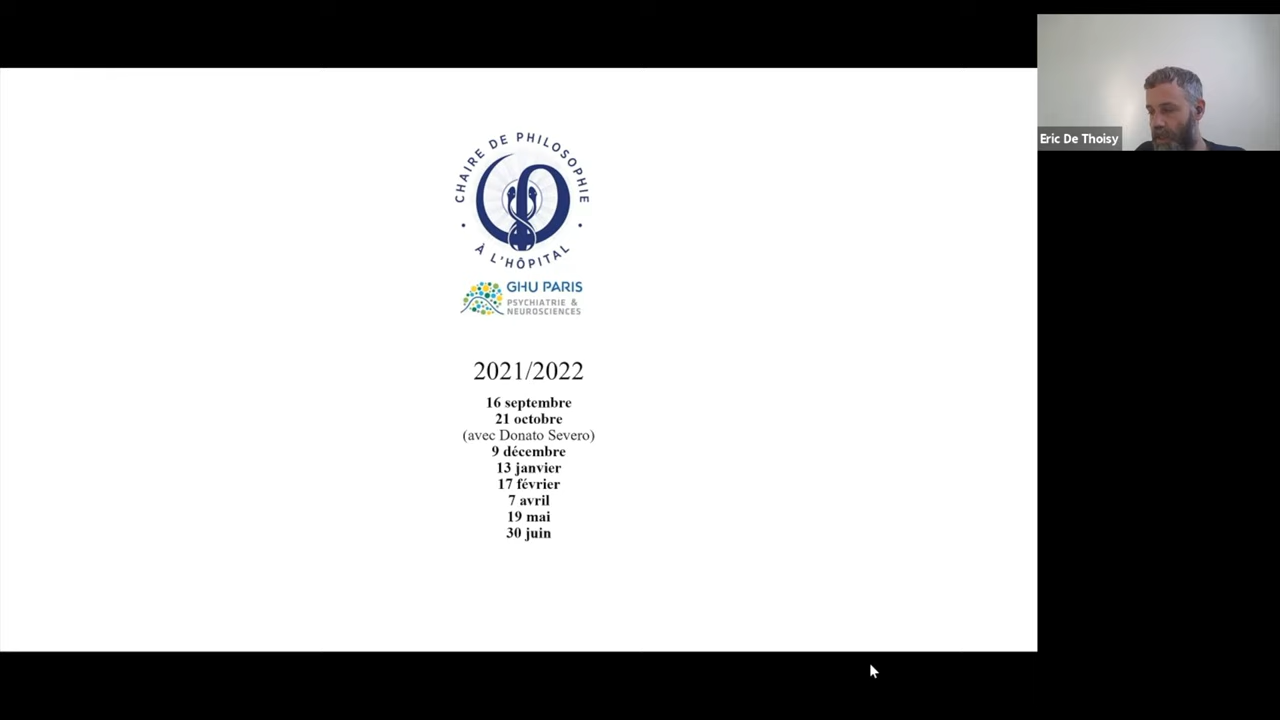 CHAIRE DE PHILOSOPHIE
À L'HÔPITAL
GHU PARIS
PSYCHIATRIE &
NEUROSCIENCES
2021/2022
16 septembre
21 octobre
(avec Donato Severo)
9 décembre
13 janvier
17 février
7 avril
19 mai
30 juin
Eric De Thoisy